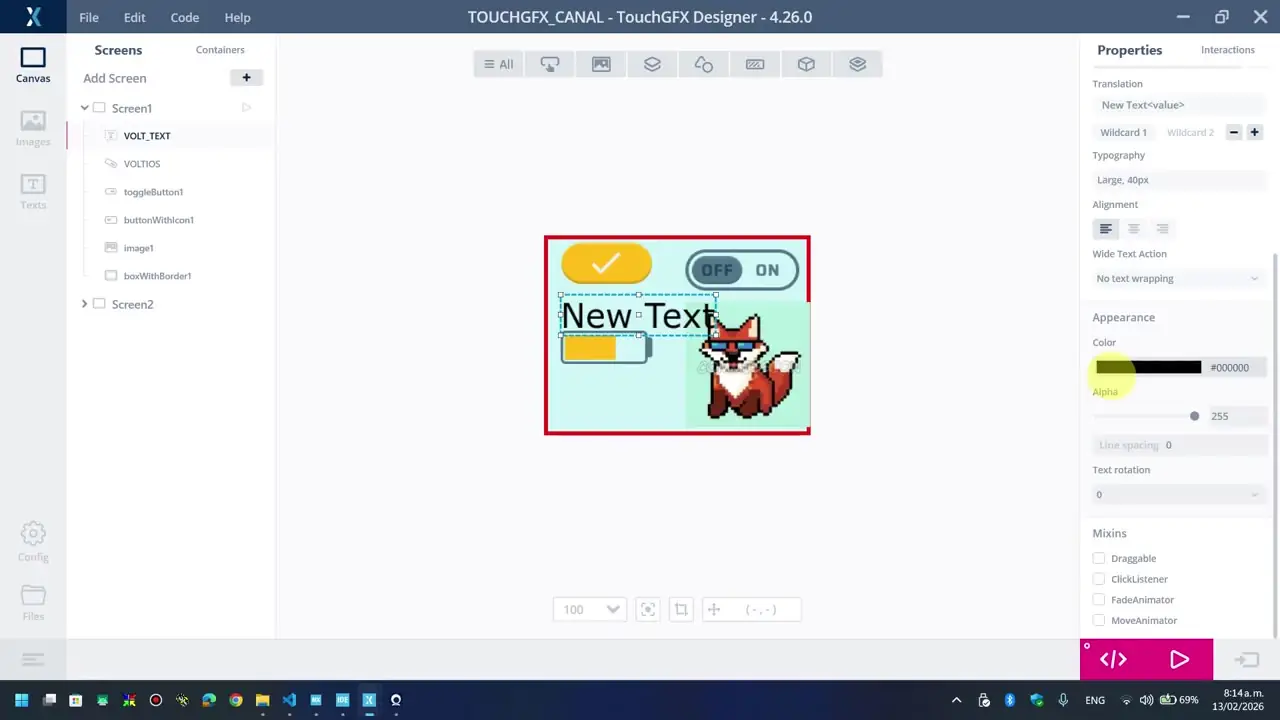 File Edit Code Help
TOUCHGFX_CANAL - TouchGFX Designer - 4.26.0
Canvas
Images
Texts
Config
Files
Screens Containers
Add Screen +
Screen1
VOLT_TEXT
VOLTIOS
toggleButton1
buttonWithIcon1
image1
boxWithBorder1
Screen2
All
OFF ON
New Text
100
(-,-)
Properties Interactions
Translation
New Text<value>
Wildcard 1 Wildcard 2 - +
Typography
Large, 40px
Alignment
Wide Text Action
No text wrapping
Appearance
Color
#000000
Alpha
255
Line spacing 0
Text rotation
0
Mixins
Draggable
ClickListener
FadeAnimator
MoveAnimator
ENG 69%
8:14 a. m.
13/02/2026